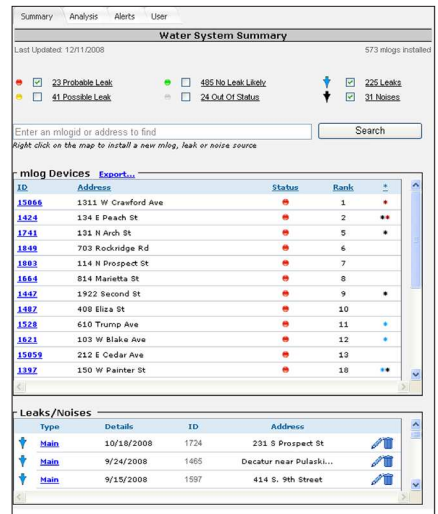 Summary Analysis Alerts User
Water System Summary
Last Updated: 12/11/2008 573 mlogs installed
23 Probable Leak 485 No Leak Likely 225 Leaks
41 Possible Leak 24 Out Of Status 31 Noises
Enter an mlogid or address to find Search
Right click on the map to install a new mlog, leak or noise source
mlog Devices Export...
ID Address Status Rank *
15066 1311 W Crawford Ave 1 *
1424 134 E Peach St 2 **
1741 131 N Arch St 5 *
1849 703 Rockridge Rd 6
1803 114 N Prospect St 7
1664 814 Marietta St 8
1447 1922 Second St 9 *
1487 408 Eliza St 10
1528 610 Trump Ave 11 *
1621 103 W Blake Ave 12 *
15059 212 E Cedar Ave 13
1397 150 W Painter St 18 **
Leaks/Noises
Type Details ID Address
Main 10/18/2008 1724 231 S Prospect St
Main 9/24/2008 1465 Decatur near Pulaski...
Main 9/15/2008 1597 414 S. 9th Street